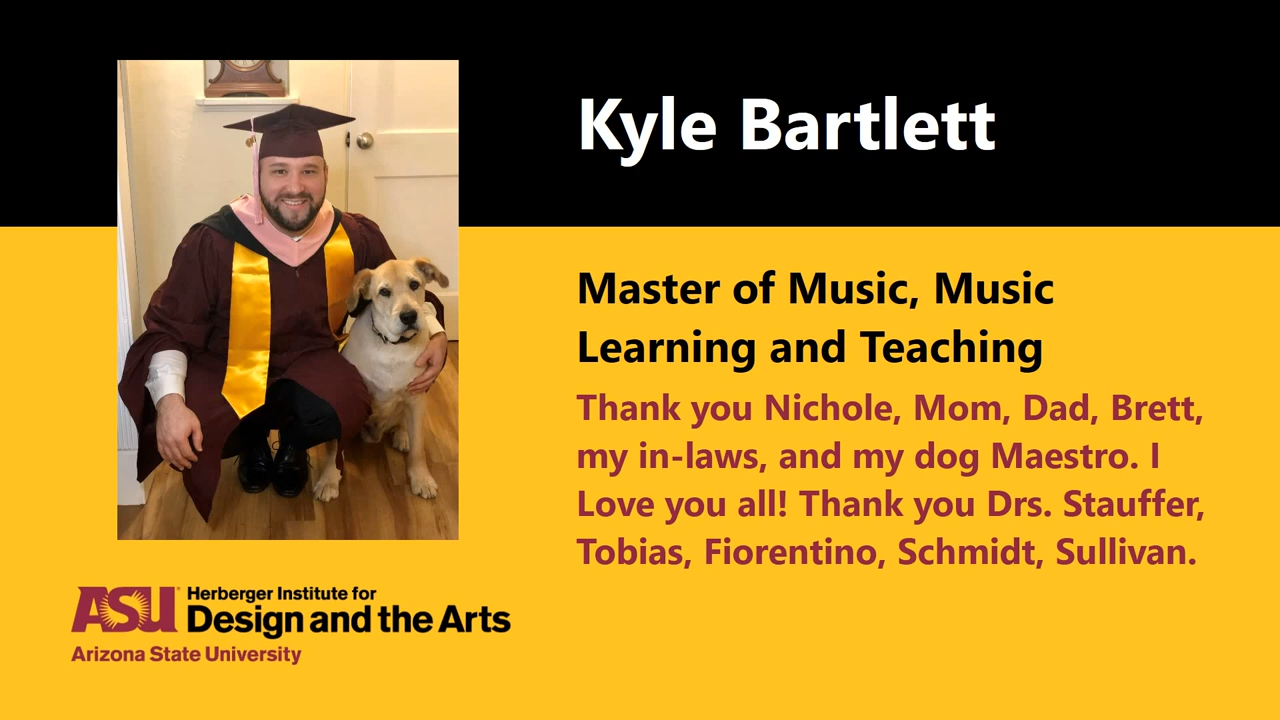 Kyle Bartlett
Master of Music, Music
Learning and Teaching
Thank you Nichole, Mom, Dad, Brett,
my in-laws, and my dog Maestro. I
Love you all! Thank you Drs. Stauffer,
Tobias, Fiorentino, Schmidt, Sullivan.
ASU Herberger Institute for
Design and the Arts
Arizona State University